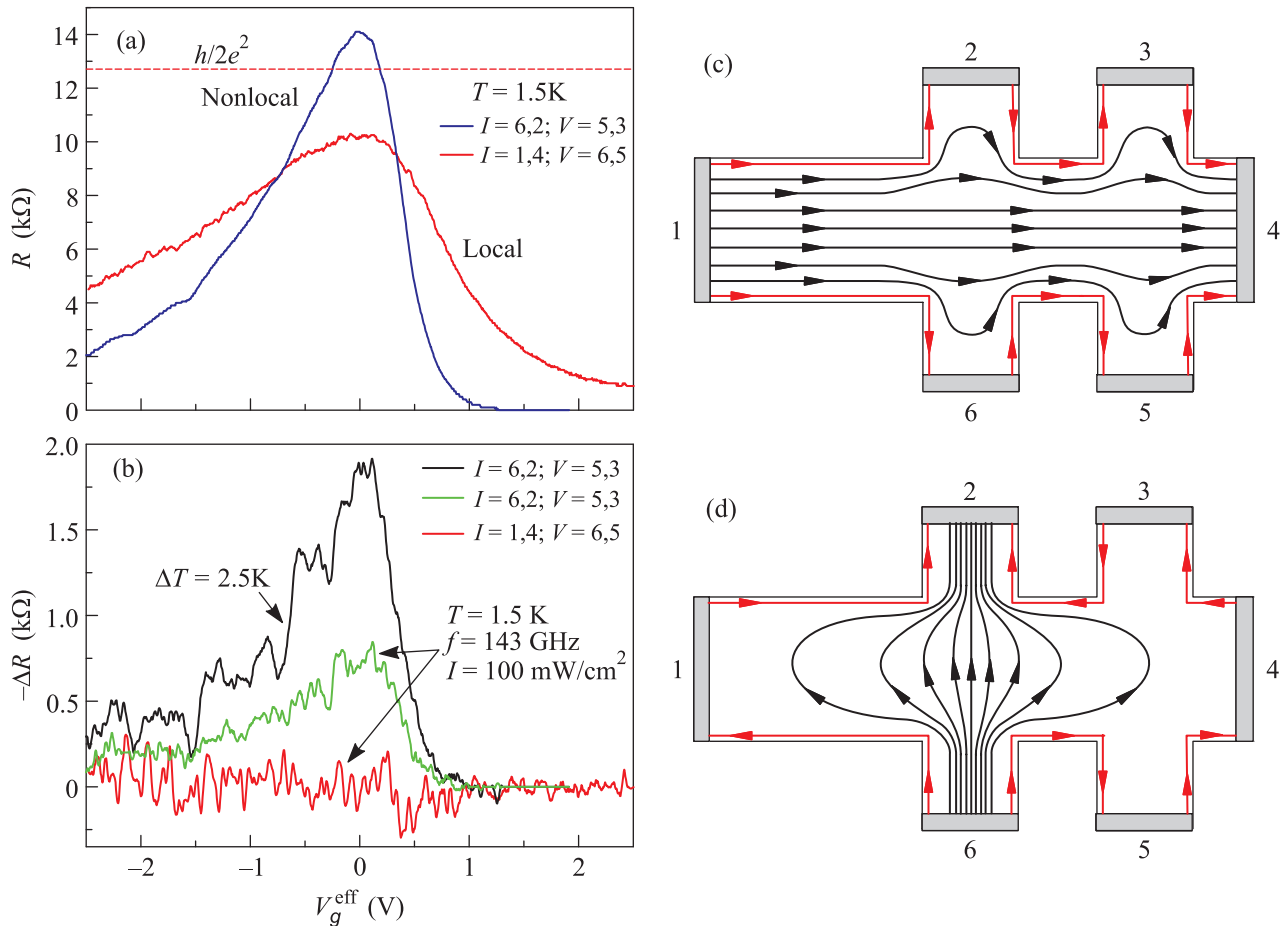 (a)
h/2e²
Nonlocal
T = 1.5K
I = 6,2; V = 5,3
I = 1,4; V = 6,5
Local
14
12
10
8
6
4
2
0
R (kΩ)
(b)
I = 6,2; V = 5,3
I = 6,2; V = 5,3
I = 1,4; V = 6,5
ΔT = 2.5K
T = 1.5 K
f = 143 GHz
I = 100 mW/cm²
2.0
1.5
1.0
0.5
0
–ΔR (kΩ)
–2 –1 0 1 2
V_g^eff (V)
(c)
2 3
1 4
6 5
(d)
2 3
1 4
6 5